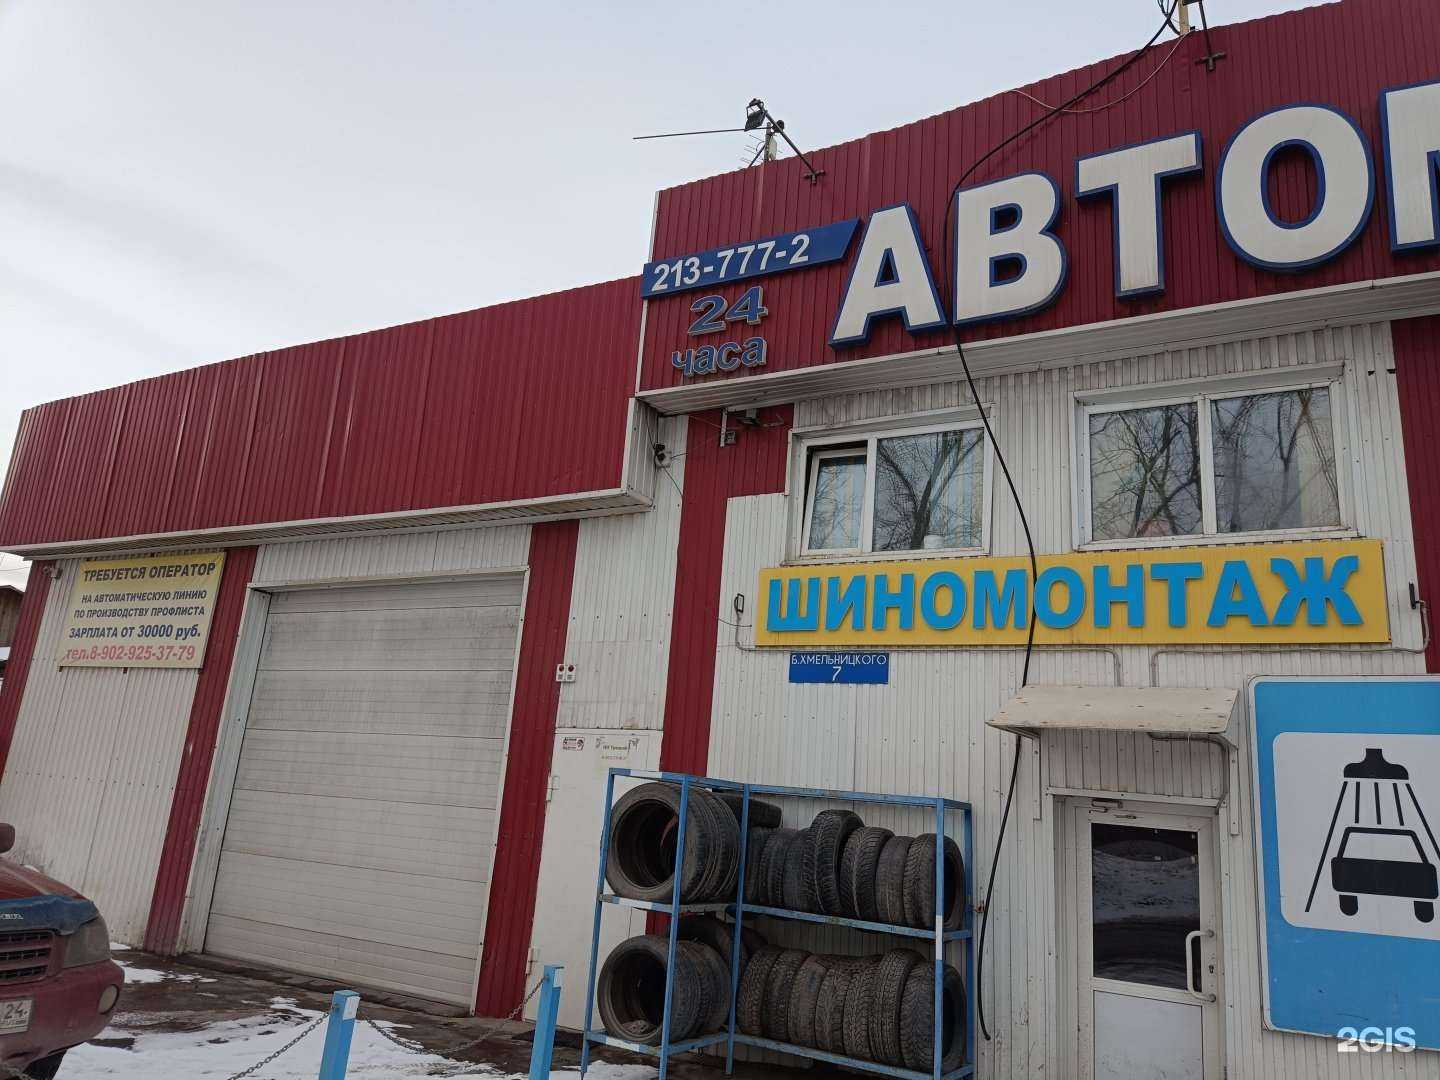 213-777-2
24
часа
АВТОМ
ТРЕБУЕТСЯ ОПЕРАТОР
НА АВТОМАТИЧЕСКУЮ ЛИНИЮ
ПО ПРОИЗВОДСТВУ ПРОФЛИСТА
ЗАРПЛАТА ОТ 30000 руб.
тел.8-902-925-37-79
ШИНОМОНТАЖ
Б.ХМЕЛЬНИЦКОГО
7
24
2GIS